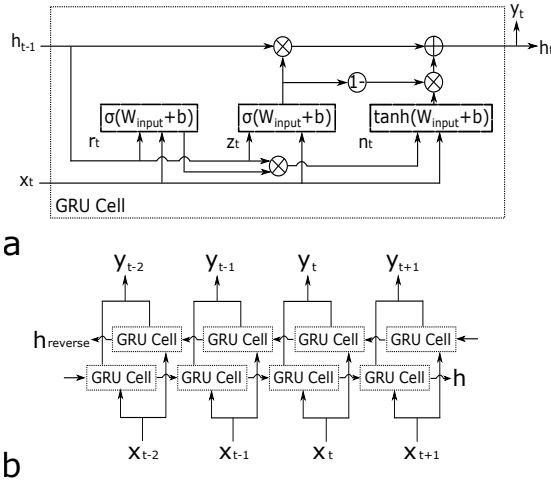 yt
ht-1
ht
1-
σ(Winput+b) σ(Winput+b) tanh(Winput+b)
rt zt nt
xt
GRU Cell
a
yt-2 yt-1 yt yt+1
hreverse GRU Cell GRU Cell GRU Cell GRU Cell
GRU Cell GRU Cell GRU Cell GRU Cell h
xt-2 xt-1 xt xt+1
b